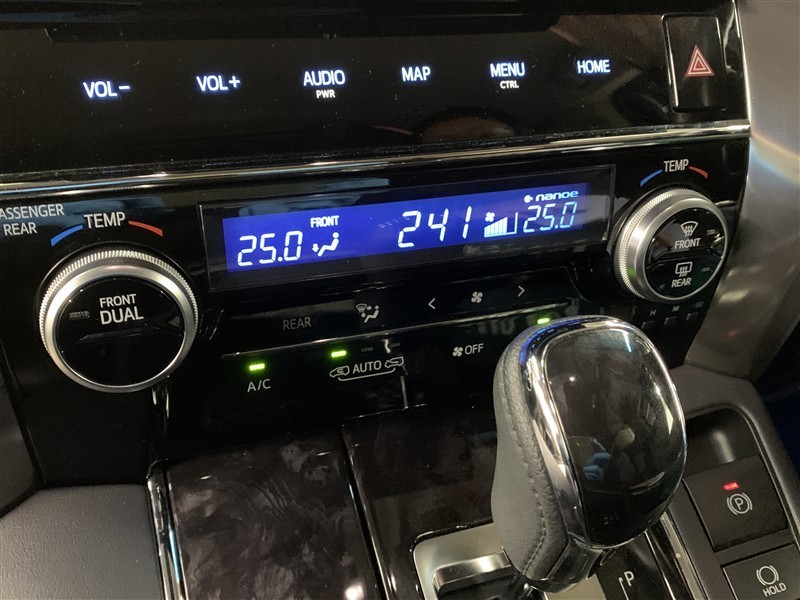 VOL−
VOL+
AUDIO
PWR
MAP
MENU
CTRL
HOME
PASSENGER
REAR
TEMP
FRONT
DUAL
25.0
FRONT
241
nanoe
25.0
TEMP
FRONT
REAR
REAR
A/C
AUTO
OFF
P
HOLD